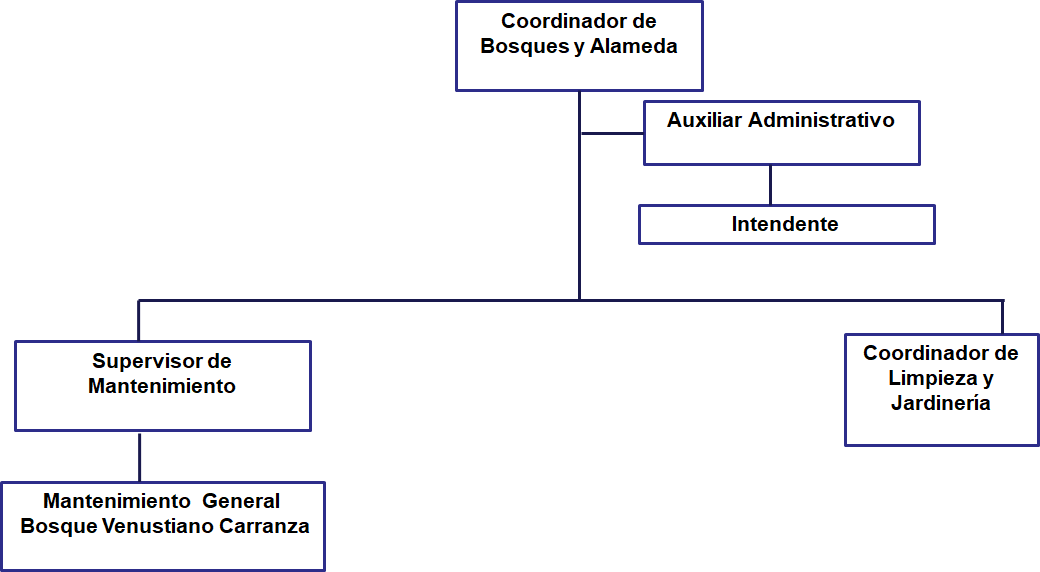 Coordinador de
Bosques y Alameda
Auxiliar Administrativo
Intendente
Supervisor de
Mantenimiento
Coordinador de
Limpieza y
Jardinería
Mantenimiento  General
Bosque Venustiano Carranza